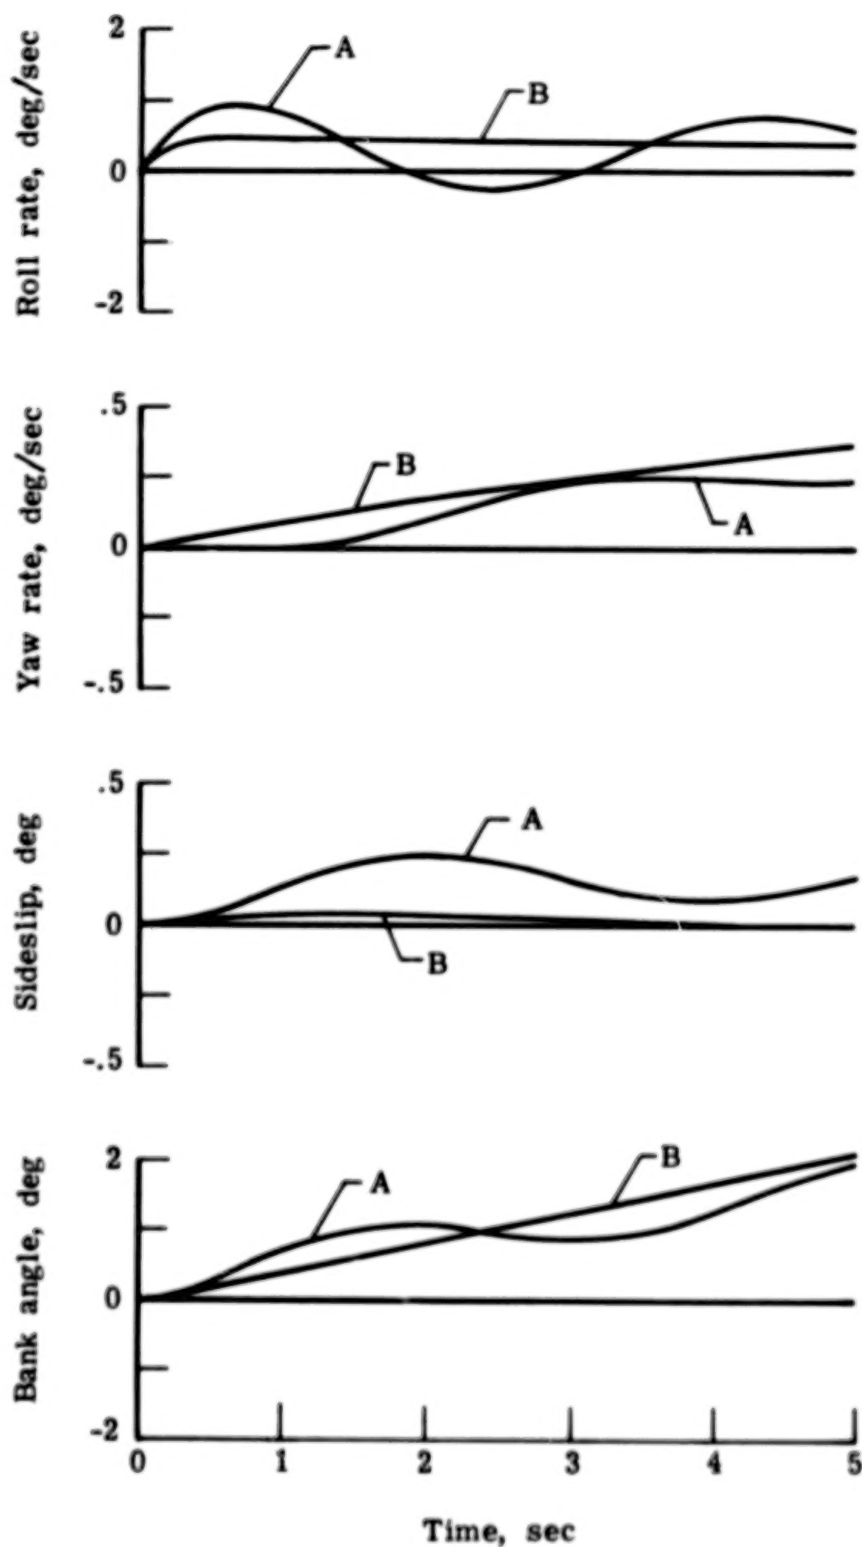 Roll rate, deg/sec
2
0
-2
A
B
Yaw rate, deg/sec
.5
0
-.5
B
A
Sideslip, deg
.5
0
-.5
A
B
Bank angle, deg
2
0
-2
A
B
0 1 2 3 4 5
Time, sec